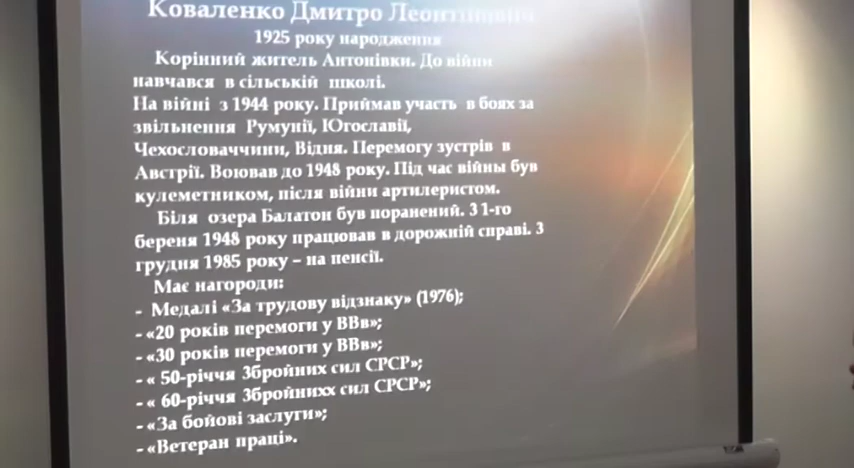 Коваленко Дмитро Леонтійович
1925 року народження
Корінний житель Антонівки. До війни
навчався в сільській школі.
На війні з 1944 року. Приймав участь в боях за
звільнення Румунії, Югославії,
Чехословаччини, Відня. Перемогу зустрів в
Австрії. Воював до 1948 року. Під час війны був
кулеметником, після війни артилеристом.
Біля озера Балатон був поранений. З 1-го
береня 1948 року працював в дорожній справі. З
грудня 1985 року – на пенсії.
Має нагороди:
- Медалі «За трудову відзнаку» (1976);
-«20 років перемоги у ВВв»;
-«30 років перемоги у ВВв»;
-« 50-річчя Збройних сил СРСР»;
-« 60-річчя Збройнихх сил СРСР»;
-«За бойові заслуги»;
-«Ветеран праці».